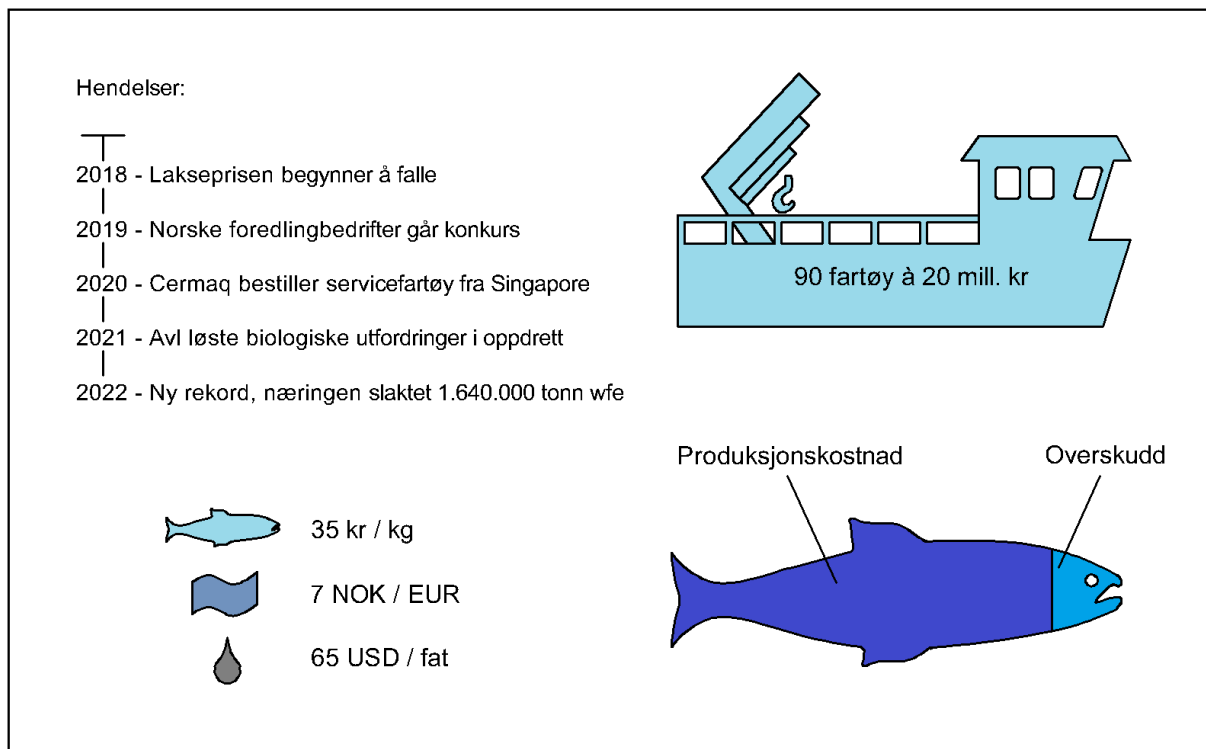 Hendelser:
2018 - Lakseprisen begynner å falle
2019 - Norske foredlingbedrifter går konkurs
2020 - Cermaq bestiller servicefartøy fra Singapore
2021 - Avl løste biologiske utfordringer i oppdrett
2022 - Ny rekord, næringen slaktet 1.640.000 tonn wfe
90 fartøy à 20 mill. kr
Produksjonskostnad
Overskudd
35 kr / kg
7 NOK / EUR
65 USD / fat